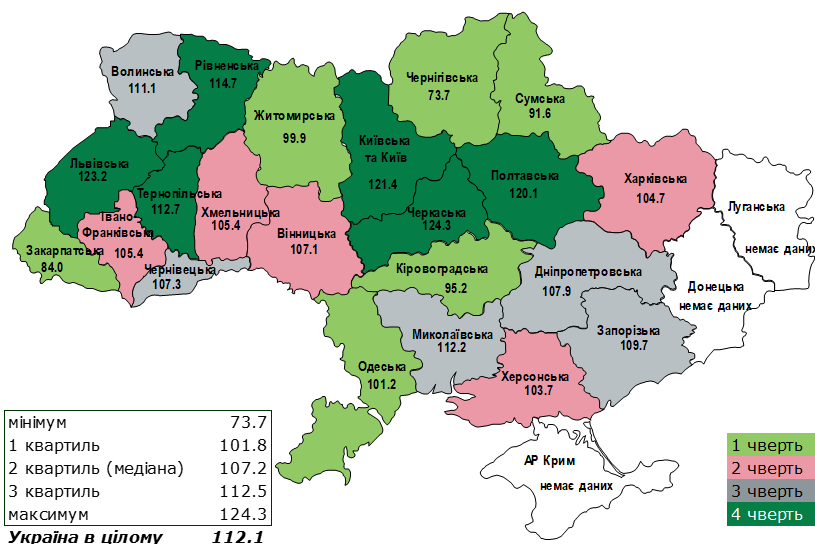 Волинська
111.1
Рівненська
114.7
Житомирська
99.9
Чернігівська
73.7
Сумська
91.6
Київська
та Київ
121.4
Львівська
123.2
Тернопільська
112.7
Хмельницька
105.4
Вінницька
107.1
Івано-
Франківська
105.4
Закарпатська
84.0
Чернівецька
107.3
Черкаська
124.3
Полтавська
120.1
Харківська
104.7
Луганська
немає даних
Донецька
немає даних
Кіровоградська
95.2
Дніпропетровська
107.9
Запорізька
109.7
Миколаївська
112.2
Одеська
101.2
Херсонська
103.7
АР Крим
немає даних
мінімум 73.7
1 квартиль 101.8
2 квартиль (медіана) 107.2
3 квартиль 112.5
максимум 124.3
Україна в цілому 112.1
1 чверть
2 чверть
3 чверть
4 чверть